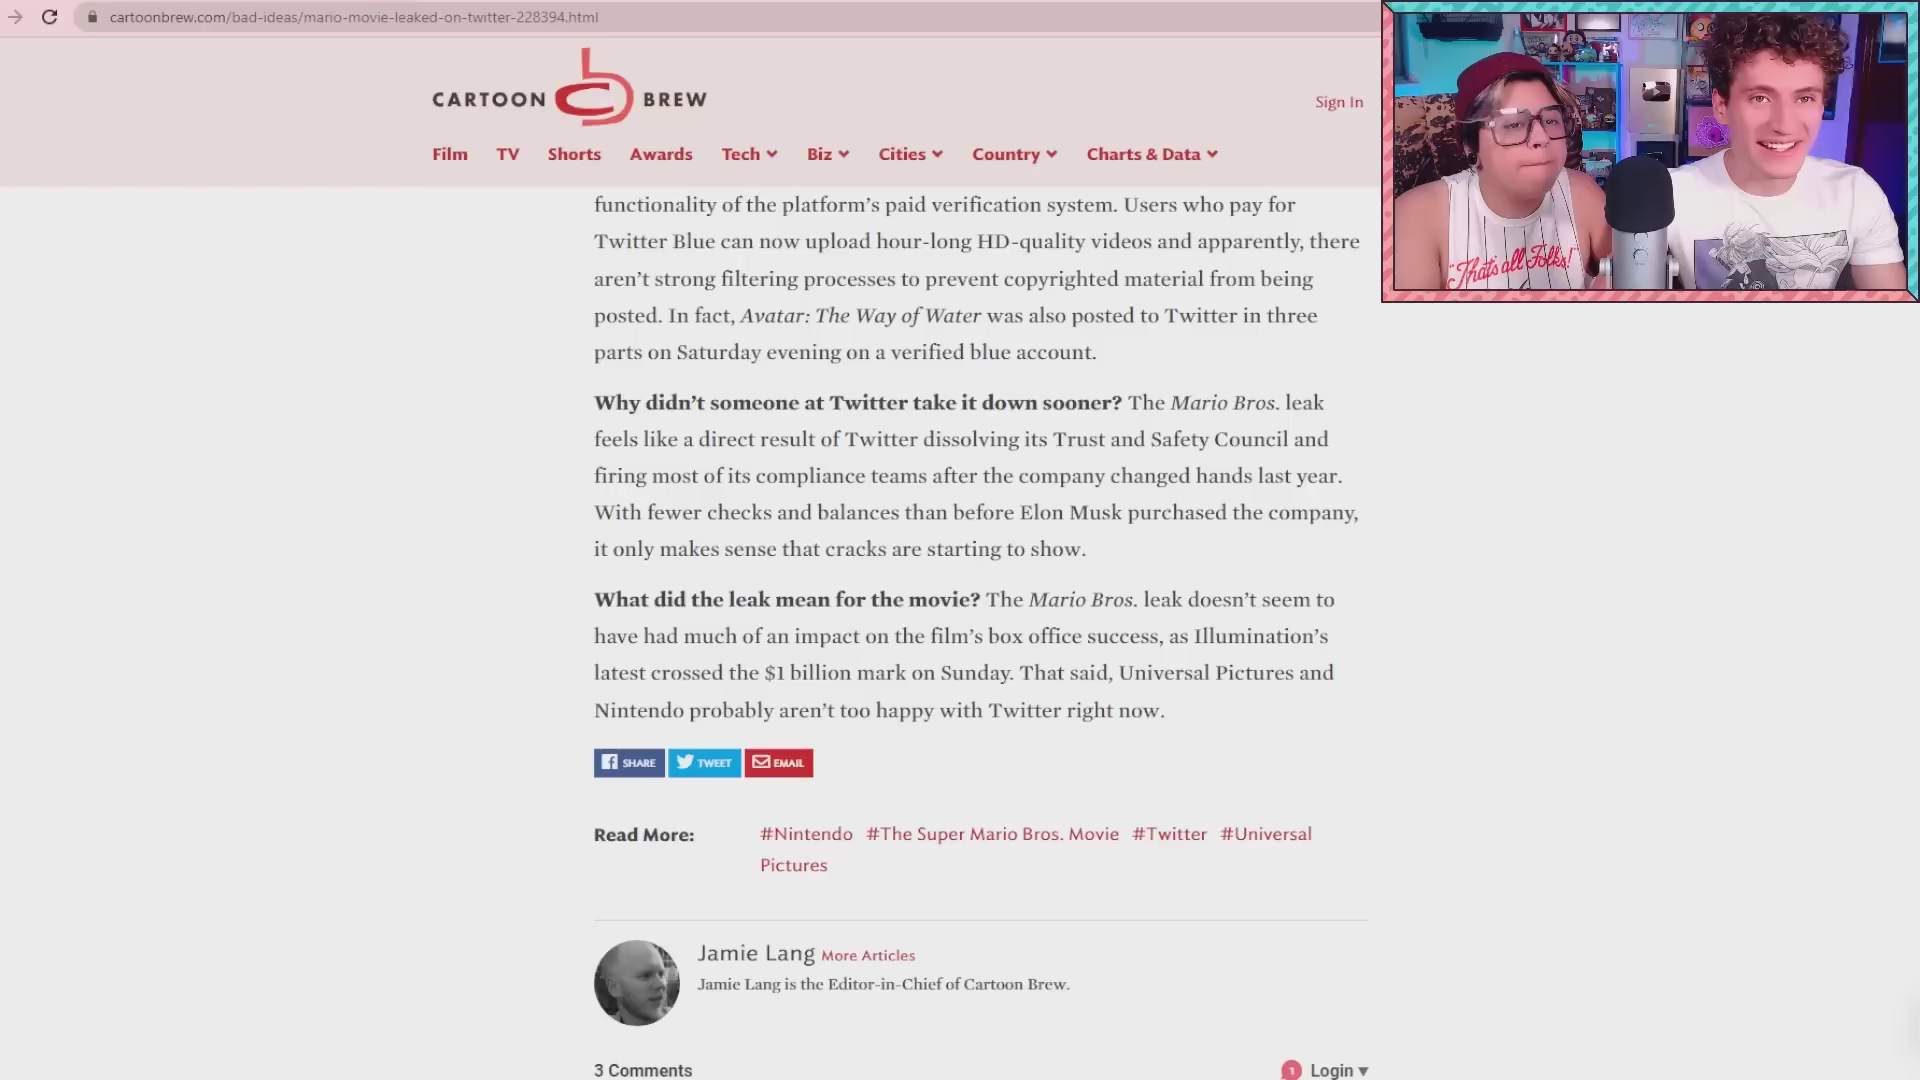 cartoonbrew.com/bad-ideas/mario-movie-leaked-on-twitter-228394.html
CARTOON BREW
Sign In
Film TV Shorts Awards Tech Biz Cities Country Charts & Data
"That's all Folks!"
functionality of the platform’s paid verification system. Users who pay for
Twitter Blue can now upload hour-long HD-quality videos and apparently, there
aren’t strong filtering processes to prevent copyrighted material from being
posted. In fact, Avatar: The Way of Water was also posted to Twitter in three
parts on Saturday evening on a verified blue account.
Why didn’t someone at Twitter take it down sooner? The Mario Bros. leak
feels like a direct result of Twitter dissolving its Trust and Safety Council and
firing most of its compliance teams after the company changed hands last year.
With fewer checks and balances than before Elon Musk purchased the company,
it only makes sense that cracks are starting to show.
What did the leak mean for the movie? The Mario Bros. leak doesn’t seem to
have had much of an impact on the film’s box office success, as Illumination’s
latest crossed the $1 billion mark on Sunday. That said, Universal Pictures and
Nintendo probably aren’t too happy with Twitter right now.
SHARE TWEET EMAIL
Read More: #Nintendo #The Super Mario Bros. Movie #Twitter #Universal
Pictures
Jamie Lang More Articles
Jamie Lang is the Editor-in-Chief of Cartoon Brew.
3 Comments 1 Login